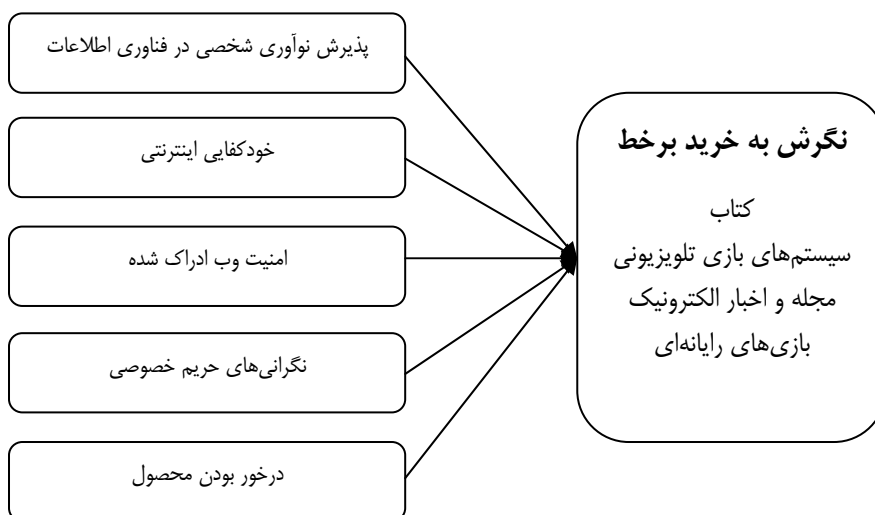 پذیرش نوآوری شخصی در فناوری اطلاعات
خودکفایی اینترنتی
امنیت وب ادراک شده
نگرانی‌های حریم خصوصی
درخور بودن محصول
نگرش به خرید برخط
کتاب
سیستم‌های بازی تلویزیونی
مجله و اخبار الکترونیک
بازی‌های رایانه‌ای